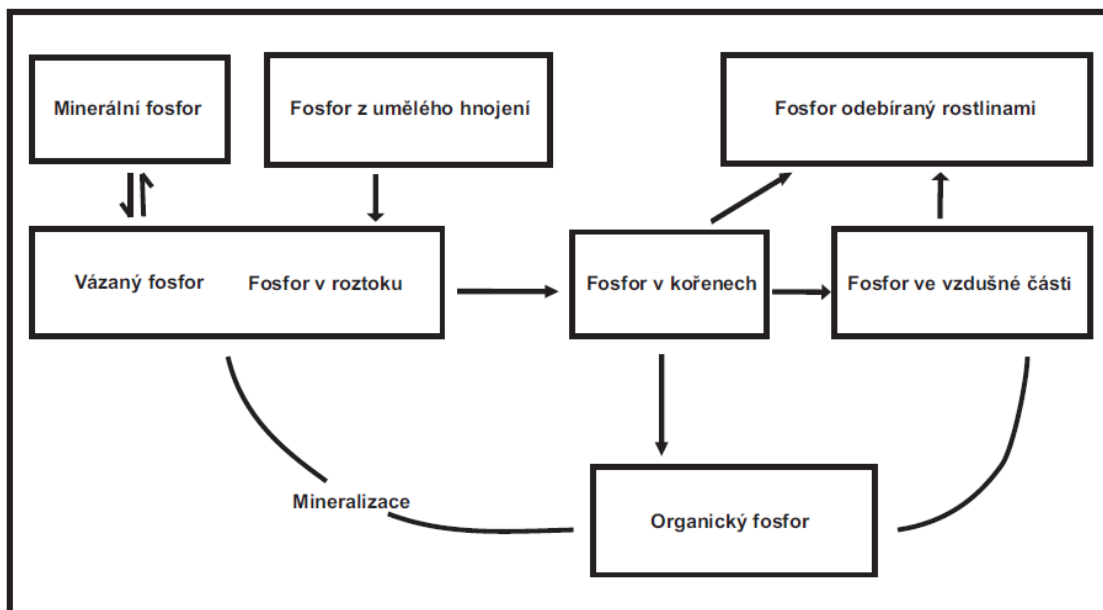 Minerální fosfor
Fosfor z umělého hnojení
Fosfor odebíraný rostlinami
Vázaný fosfor
Fosfor v roztoku
Fosfor v kořenech
Fosfor ve vzdušné části
Mineralizace
Organický fosfor